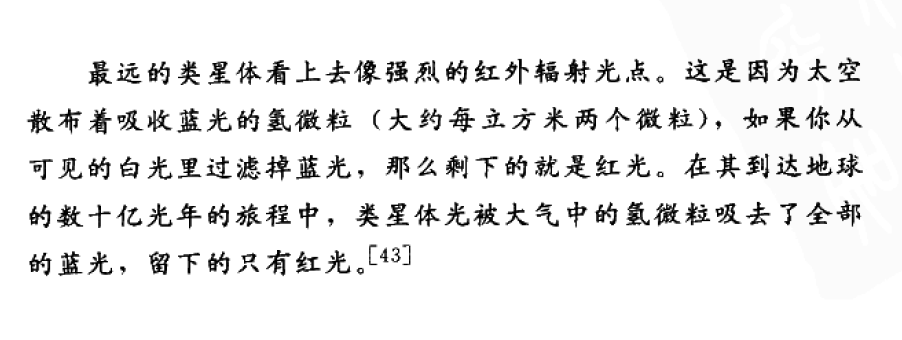 最远的类星体看上去像强烈的红外辐射光点。这是因为太空
散布着吸收蓝光的氢微粒（大约每立方米两个微粒），如果你从
可见的白光里过滤掉蓝光，那么剩下的就是红光。在其到达地球
的数十亿光年的旅程中，类星体光被大气中的氢微粒吸去了全部
的蓝光，留下的只有红光。[43]